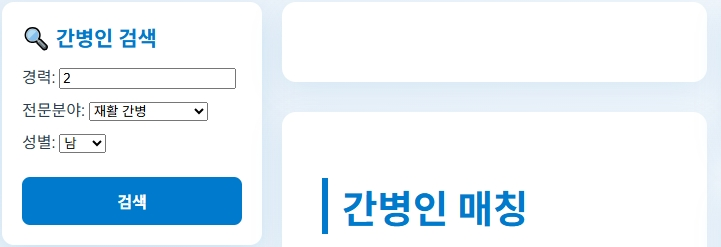 간병인 검색
경력: 2
전문분야: 재활 간병
성별: 남
검색
간병인 매칭